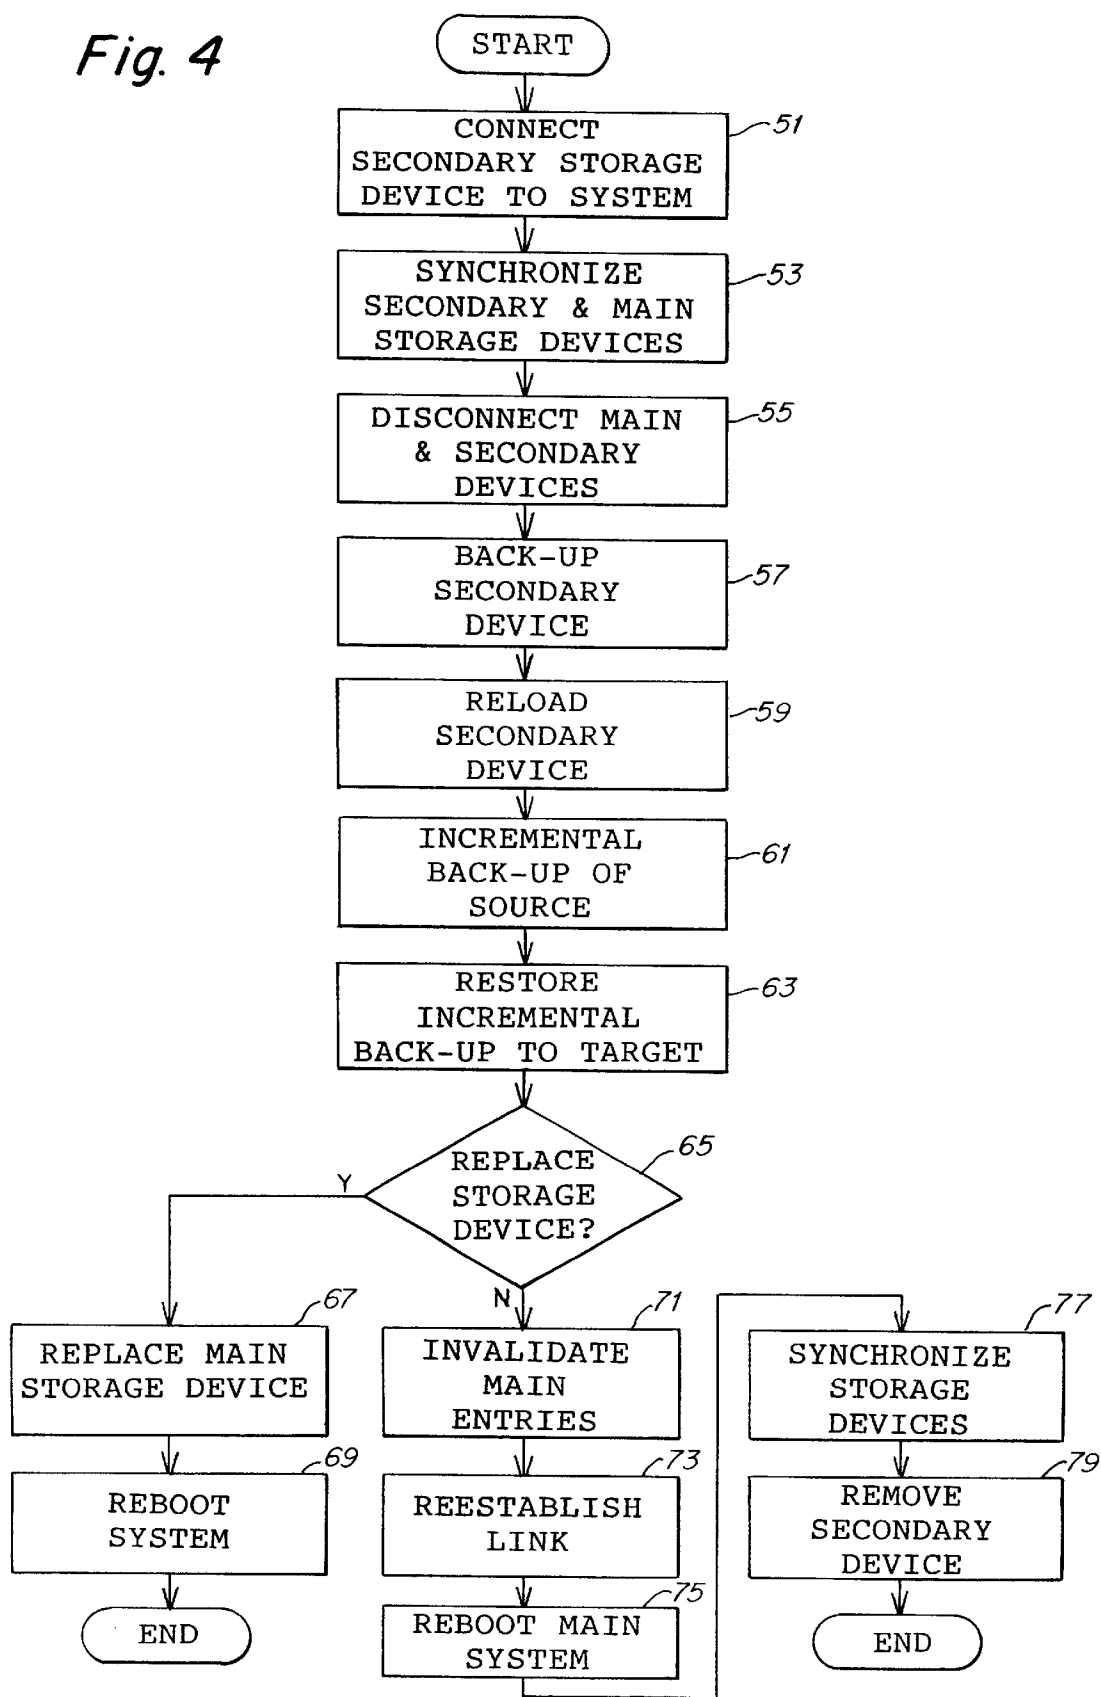 Fig. 4
START
CONNECT
SECONDARY STORAGE
DEVICE TO SYSTEM
51
SYNCHRONIZE
SECONDARY & MAIN
STORAGE DEVICES
53
DISCONNECT MAIN
& SECONDARY
DEVICES
55
BACK-UP
SECONDARY
DEVICE
57
RELOAD
SECONDARY
DEVICE
59
INCREMENTAL
BACK-UP OF
SOURCE
61
RESTORE
INCREMENTAL
BACK-UP TO TARGET
63
REPLACE
STORAGE
DEVICE?
65
Y
N
67
REPLACE MAIN
STORAGE DEVICE
69
REBOOT
SYSTEM
END
71
INVALIDATE
MAIN
ENTRIES
73
REESTABLISH
LINK
75
REBOOT MAIN
SYSTEM
77
SYNCHRONIZE
STORAGE
DEVICES
79
REMOVE
SECONDARY
DEVICE
END